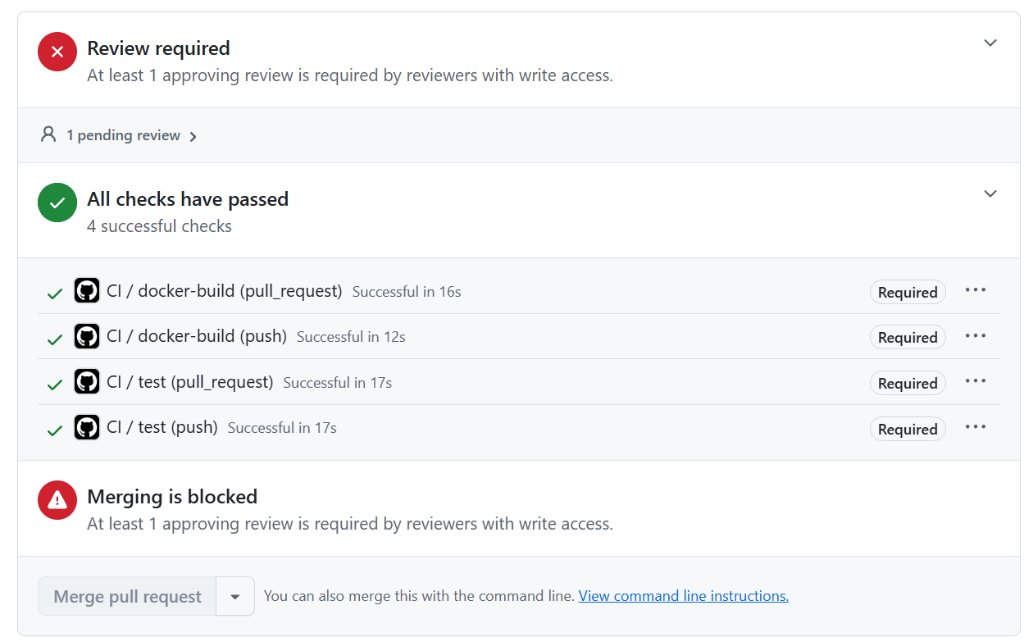 Review required
At least 1 approving review is required by reviewers with write access.
1 pending review
All checks have passed
4 successful checks
CI / docker-build (pull_request) Successful in 16s Required
CI / docker-build (push) Successful in 12s Required
CI / test (pull_request) Successful in 17s Required
CI / test (push) Successful in 17s Required
Merging is blocked
At least 1 approving review is required by reviewers with write access.
Merge pull request You can also merge this with the command line. View command line instructions.